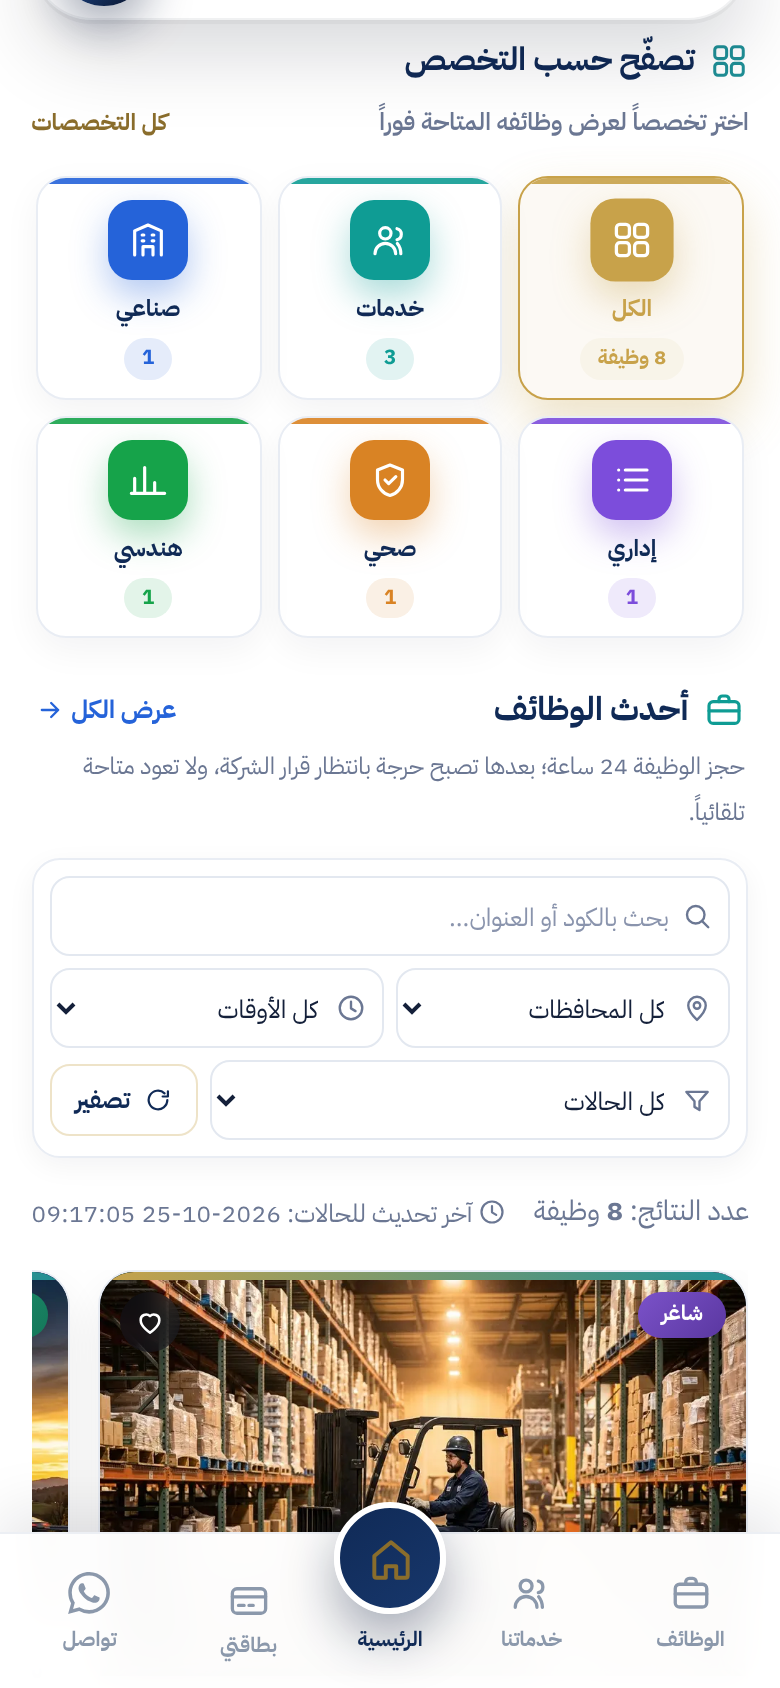 تصفّح حسب التخصص
اختر تخصصاً لعرض وظائفه المتاحة فوراً
كل التخصصات
الكل
8 وظيفة
خدمات
3
صناعي
1
إداري
1
صحي
1
هندسي
1
أحدث الوظائف
عرض الكل →
حجز الوظيفة 24 ساعة؛ بعدها تصبح حرجة بانتظار قرار الشركة، ولا تعود متاحة
تلقائياً.
بحث بالكود أو العنوان...
كل المحافظات
كل الأوقات
كل الحالات
تصفير
عدد النتائج: 8 وظيفة
آخر تحديث للحالات: 2026-10-25 09:17:05
شاغر
الوظائف
خدماتنا
الرئيسية
بطاقتي
تواصل